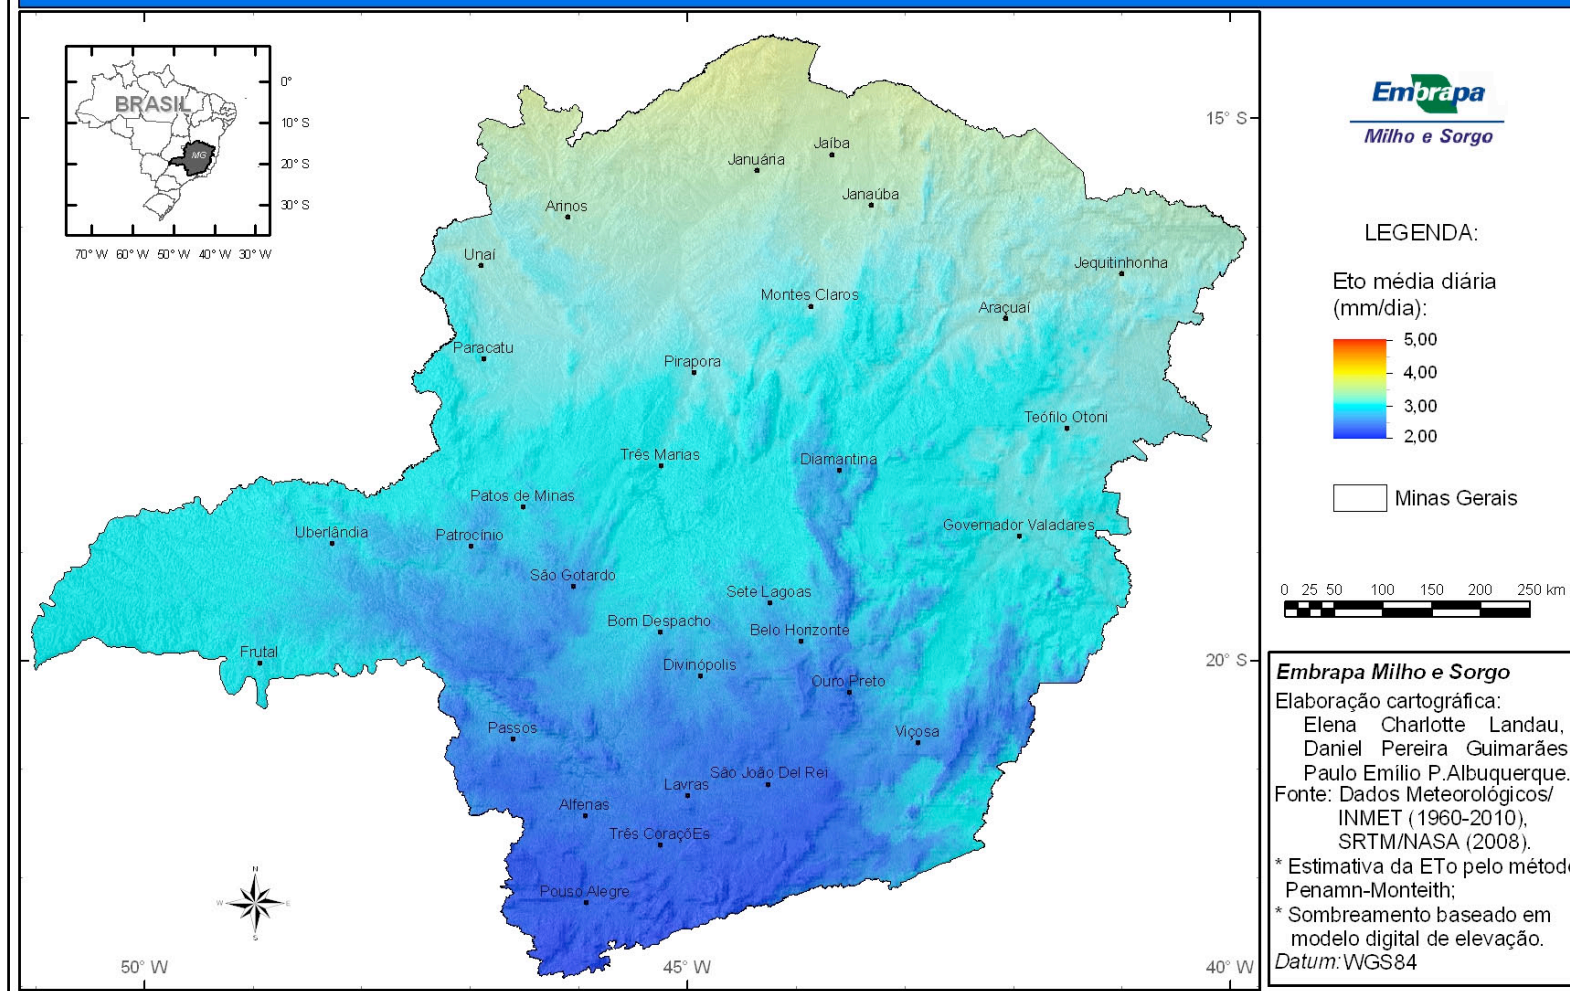 BRASIL
MG
0°
10° S
20° S
30° S
70° W 60° W 50° W 40° W 30° W
Jaíba
Januária
Janaúba
Arinos
Unaí
Jequitinhonha
Montes Claros
Araçuaí
Paracatu
Pirapora
Teófilo Otoni
Três Marias
Diamantina
Patos de Minas
Uberlândia
Patrocínio
Governador Valadares
São Gotardo
Sete Lagoas
Bom Despacho
Belo Horizonte
Frutal
Divinópolis
Ouro Preto
Passos
Viçosa
São João Del Rei
Lavras
Alfenas
Três CoraçõEs
Pouso Alegre
N
W E
S
50° W
45° W
40° W
15° S
20° S
Embrapa
Milho e Sorgo
LEGENDA:
Eto média diária
(mm/dia):
5,00
4,00
3,00
2,00
Minas Gerais
0 25 50 100 150 200 250 km
Embrapa Milho e Sorgo
Elaboração cartográfica:
Elena Charlotte Landau,
Daniel Pereira Guimarães
Paulo Emílio P.Albuquerque.
Fonte: Dados Meteorológicos/
INMET (1960-2010),
SRTM/NASA (2008).
* Estimativa da ETo pelo método
Penamn-Monteith;
* Sombreamento baseado em
modelo digital de elevação.
Datum:WGS84